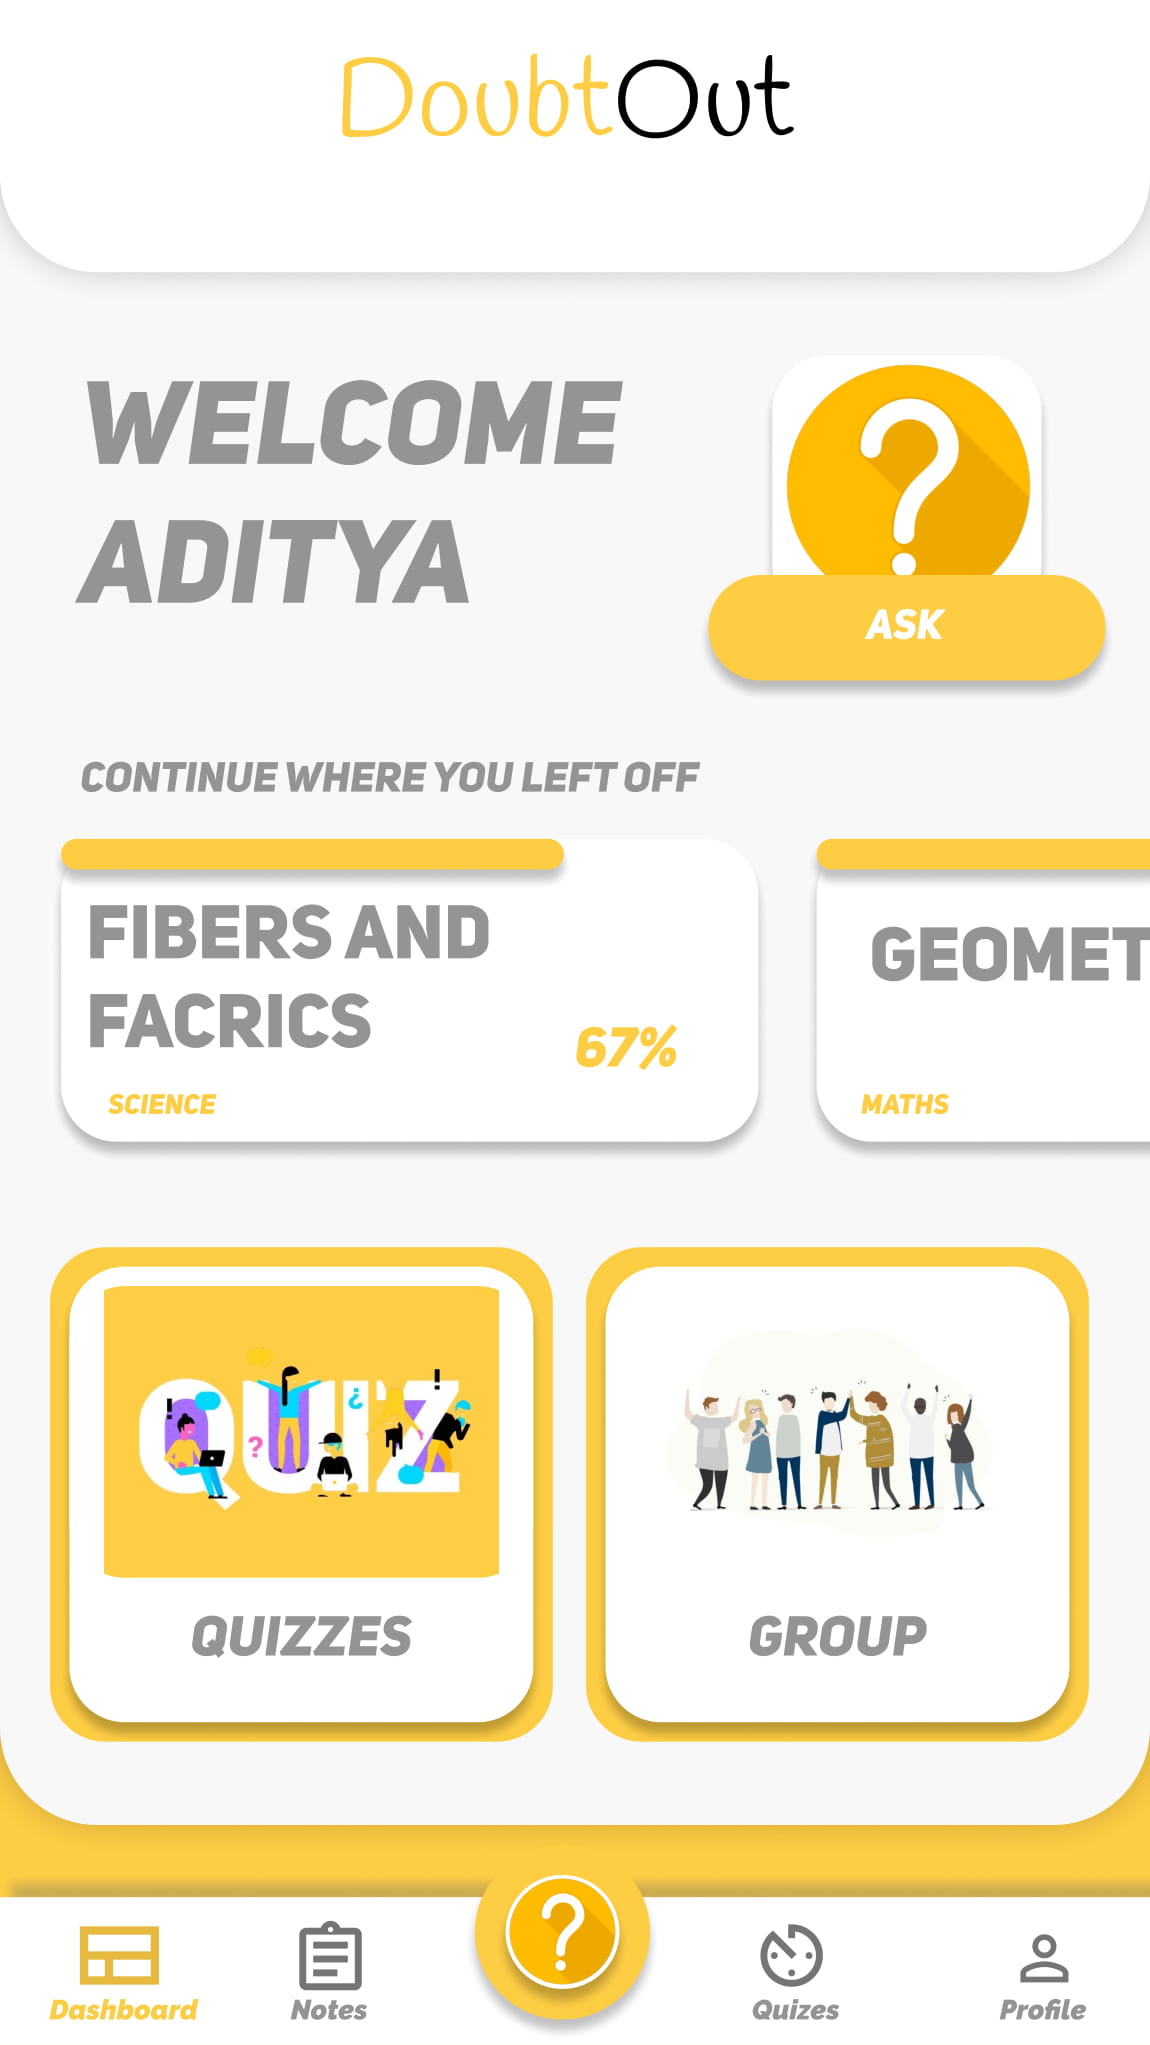 DoubtOut
WELCOME
ADITYA
ASK
CONTINUE WHERE YOU LEFT OFF
FIBERS AND
FACRICS
67%
SCIENCE
GEOMET
MATHS
QUIZ
QUIZZES
GROUP
Dashboard
Notes
Quizes
Profile